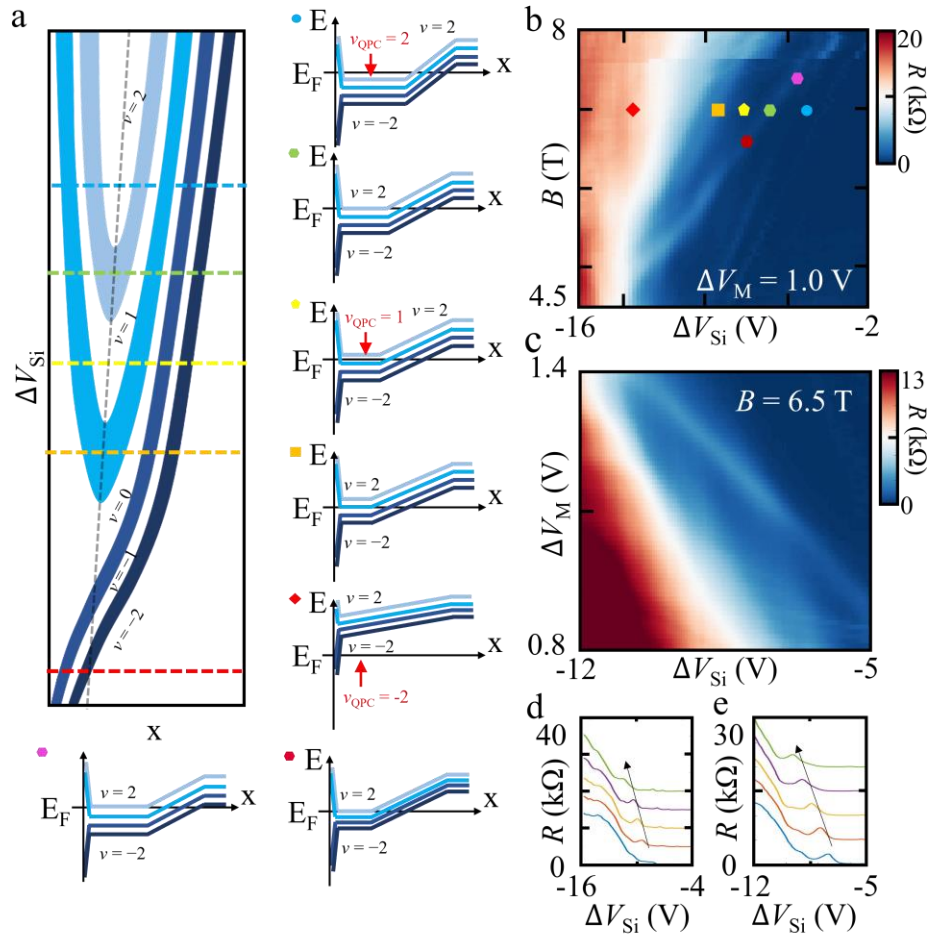 a
ΔV_Si
x
ν = 2
ν = 1
ν = 0
ν = −1
ν = −2
E
E_F
x
ν_QPC = 2
ν = −2
E
E_F
x
ν = 2
ν = −2
E
E_F
x
ν_QPC = 1
ν = 2
ν = −2
E
E_F
x
ν = 2
ν = −2
E
E_F
x
ν = 2
ν = −2
ν_QPC = -2
E
E_F
X
ν = 2
ν = −2
E
E_F
X
ν = 2
ν = −2
b
8
B (T)
4.5
-16
ΔV_Si (V)
-2
ΔV_M = 1.0 V
20
R (kΩ)
0
c
1.4
ΔV_M (V)
0.8
-12
ΔV_Si (V)
-5
B = 6.5 T
13
R (kΩ)
0
d
40
R (kΩ)
0
-16
-4
ΔV_Si (V)
e
30
R (kΩ)
0
-12
-5
ΔV_Si (V)